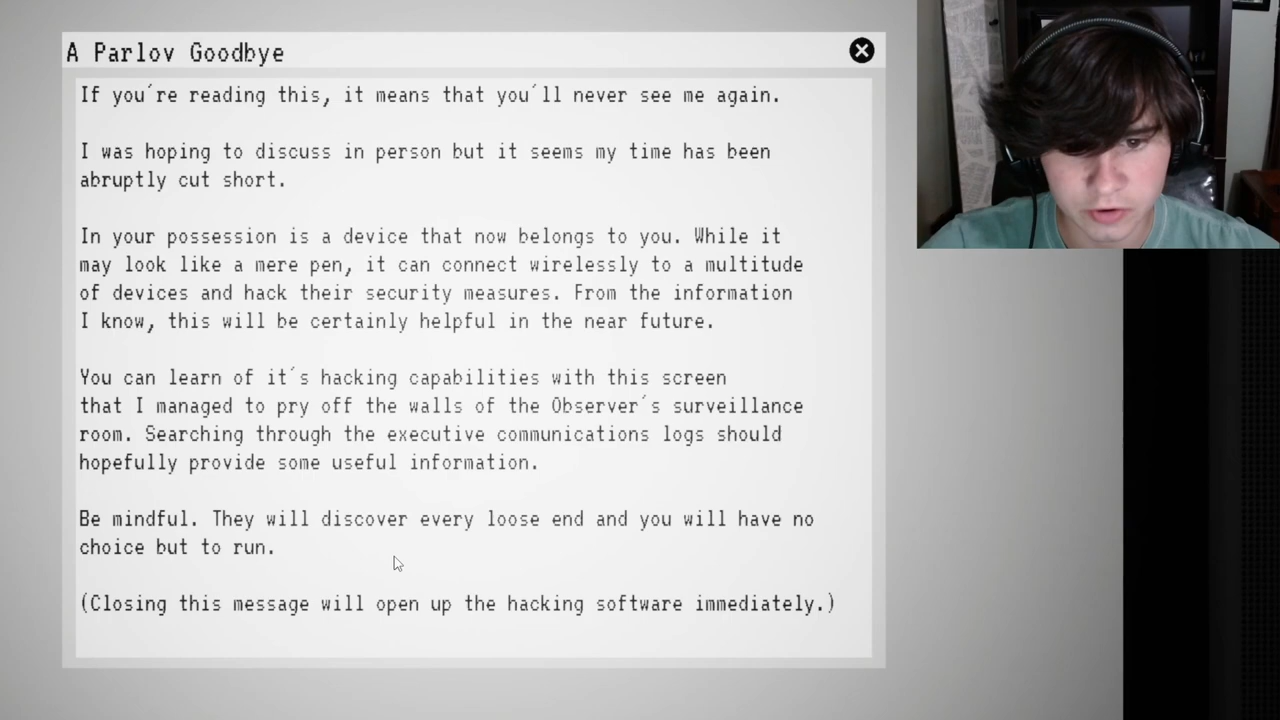 A Parlov Goodbye
If you´re reading this, it means that you´ll never see me again.
I was hoping to discuss in person but it seems my time has been
abruptly cut short.
In your possession is a device that now belongs to you. While it
may look like a mere pen, it can connect wirelessly to a multitude
of devices and hack their security measures. From the information
I know, this will be certainly helpful in the near future.
You can learn of it´s hacking capabilities with this screen
that I managed to pry off the walls of the Observer´s surveillance
room. Searching through the executive communications logs should
hopefully provide some useful information.
Be mindful. They will discover every loose end and you will have no
choice but to run.
(Closing this message will open up the hacking software immediately.)